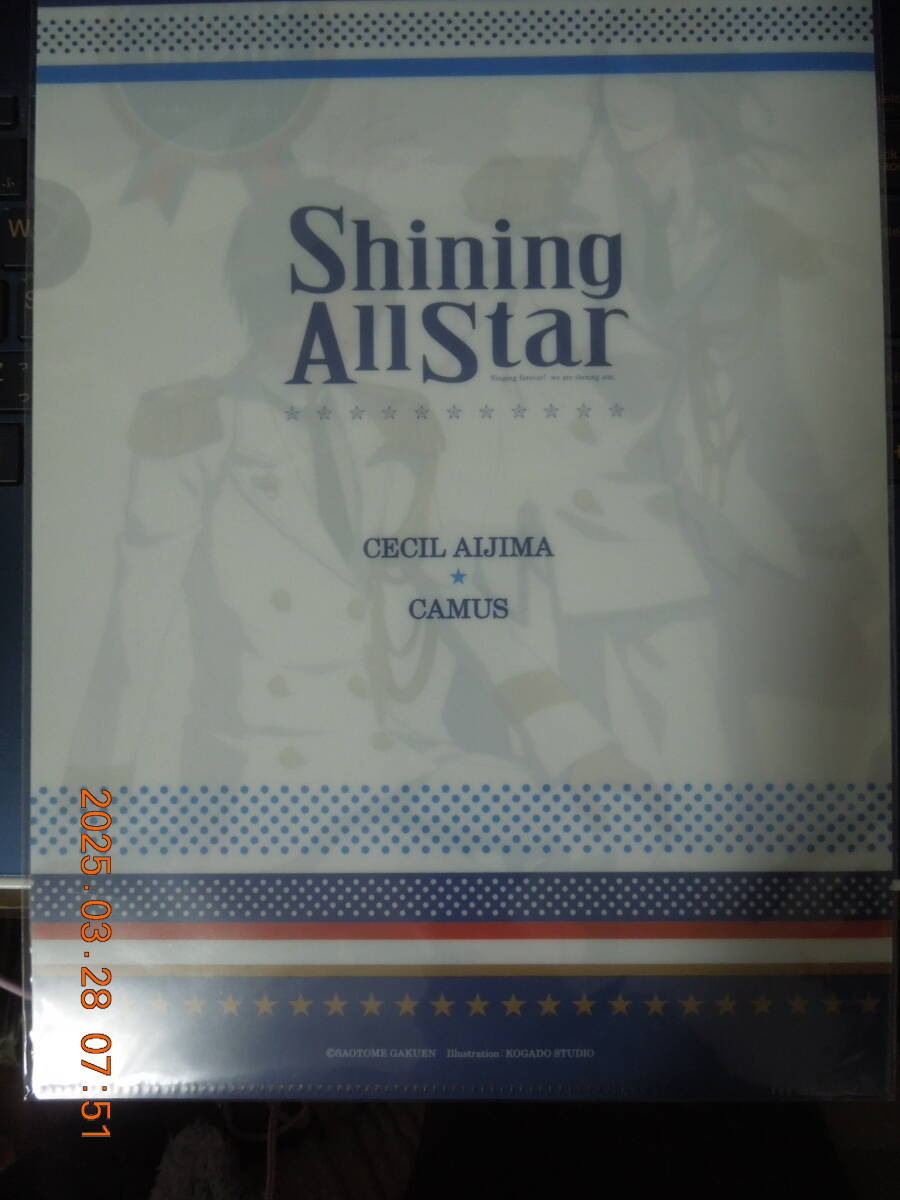 Shining
AllStar
Singing forever! we are shining star.
CECIL AIJIMA
★
CAMUS
©SAOTOME GAKUEN Illustration:KOGADO STUDIO
2025.03.28 07:51